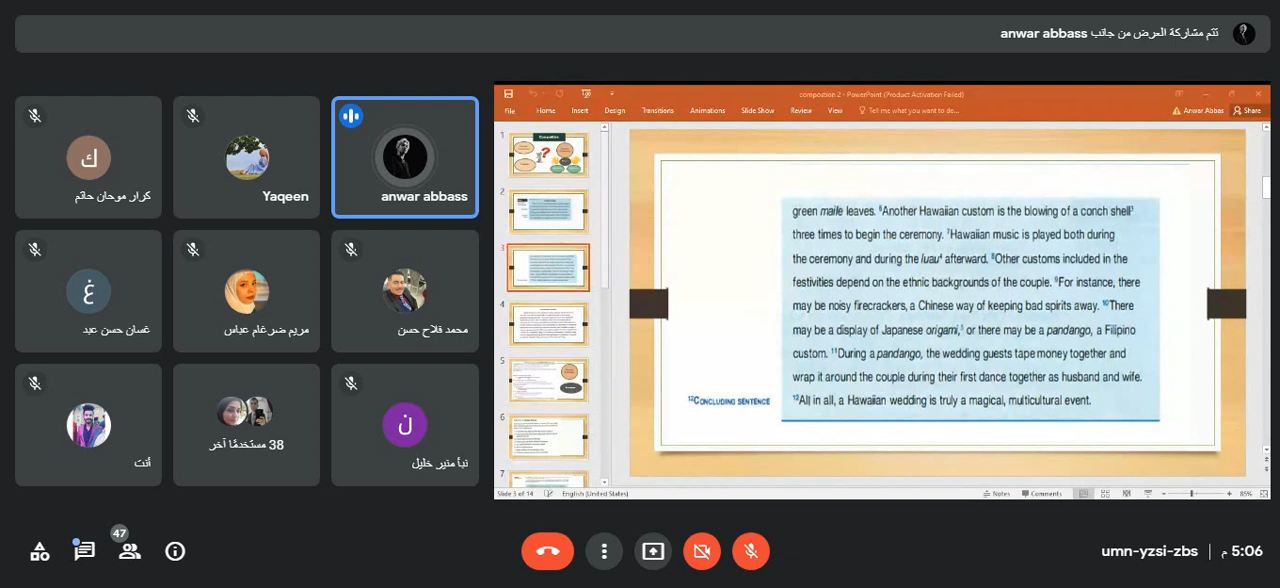 تتم مشاركة العرض من جانب anwar abbass
كرار موحان حاتم
Yaqeen
anwar abbass
غسان حسن عبد
مريم ضرغام عباس
محمد فلاح حسن
أنت
38 مستخدمًا آخر
نبأ منير خليل
ك
غ
ن
compostion 2 - PowerPoint (Product Activation Failed)
File Home Insert Design Transitions Animations Slide Show Review View Tell me what you want to do... Anwar Abbas Share
1
2
3
4
5
6
7
green maile leaves. 6Another Hawaiian custom is the blowing of a conch shell3
three times to begin the ceremony. 7Hawaiian music is played both during
the ceremony and during the luau4 afterward. 8Other customs included in the
festivities depend on the ethnic backgrounds of the couple. 9For instance, there
may be noisy firecrackers, a Chinese way of keeping bad spirits away. 10There
may be a display of Japanese origami,5 or there may be a pandango, a Filipino
custom. 11During a pandango, the wedding guests tape money together and
wrap it around the couple during their first dance together as husband and wife.
12CONCLUDING SENTENCE
12All in all, a Hawaiian wedding is truly a magical, multicultural event.
Slide 3 of 14 English (United States) Notes Comments 85%
47
umn-yzsi-zbs | 5:06 م